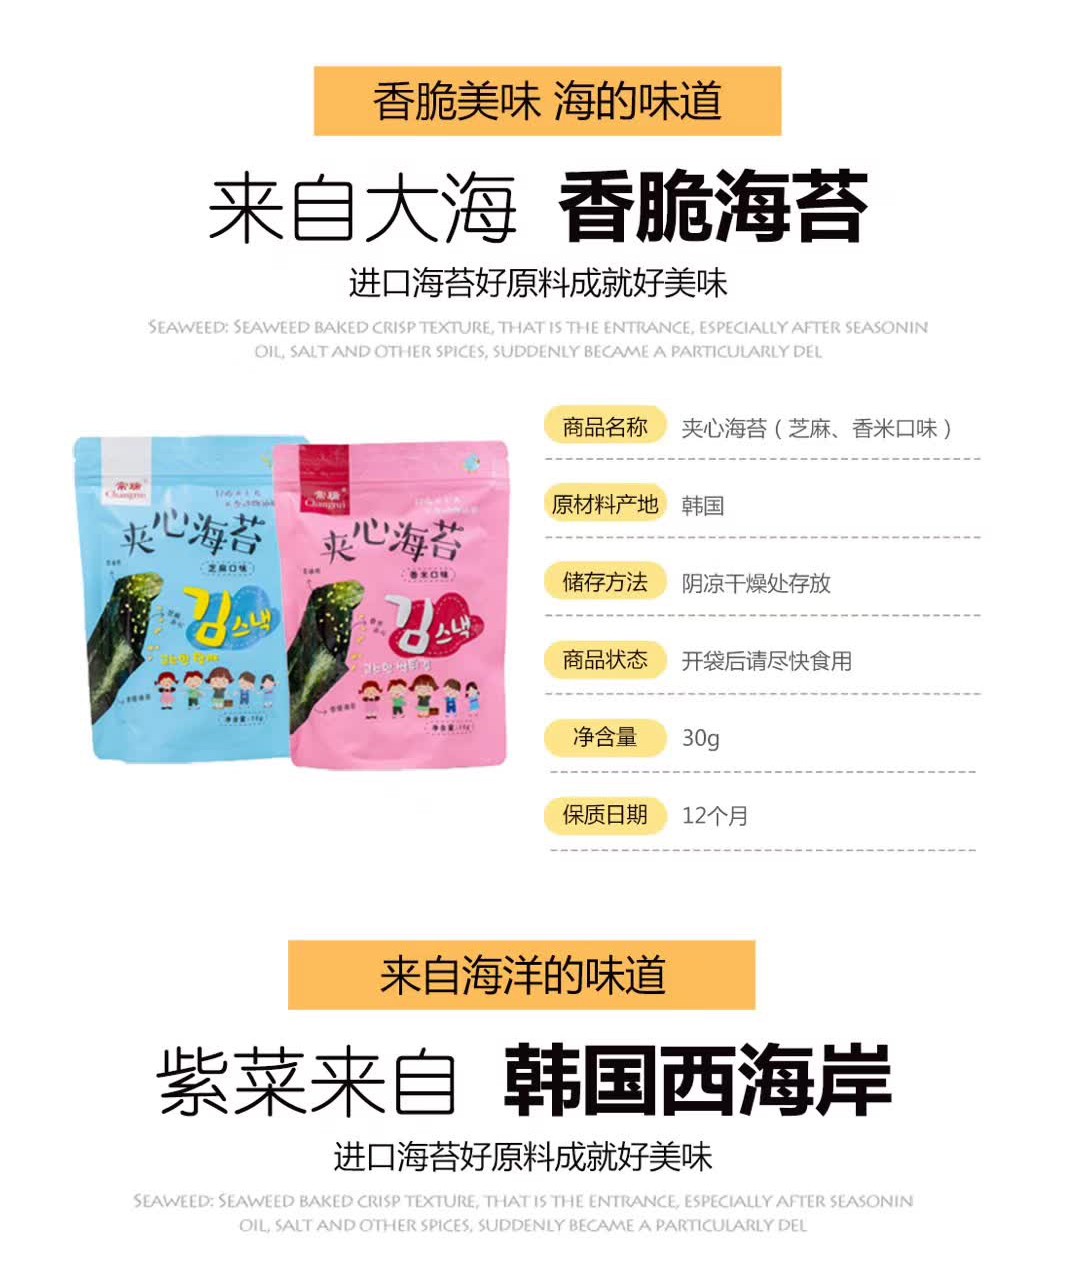 香脆美味 海的味道
来自大海 香脆海苔
进口海苔好原料成就好美味
SEAWEED: SEAWEED BAKED CRISP TEXTURE, THAT IS THE ENTRANCE, ESPECIALLY AFTER SEASONIN
OIL, SALT AND OTHER SPICES, SUDDENLY BECAME A PARTICULARLY DEL
商品名称 夹心海苔（芝麻、香米口味）
原材料产地 韩国
储存方法 阴凉干燥处存放
商品状态 开袋后请尽快食用
净含量 30g
保质日期 12个月
常瑞
Changrui
夹心海苔
芝麻口味
김스낵
常瑞
Changrui
夹心海苔
香米口味
김스낵
来自海洋的味道
紫菜来自 韩国西海岸
进口海苔好原料成就好美味
SEAWEED: SEAWEED BAKED CRISP TEXTURE, THAT IS THE ENTRANCE, ESPECIALLY AFTER SEASONIN
OIL, SALT AND OTHER SPICES, SUDDENLY BECAME A PARTICULARLY DEL